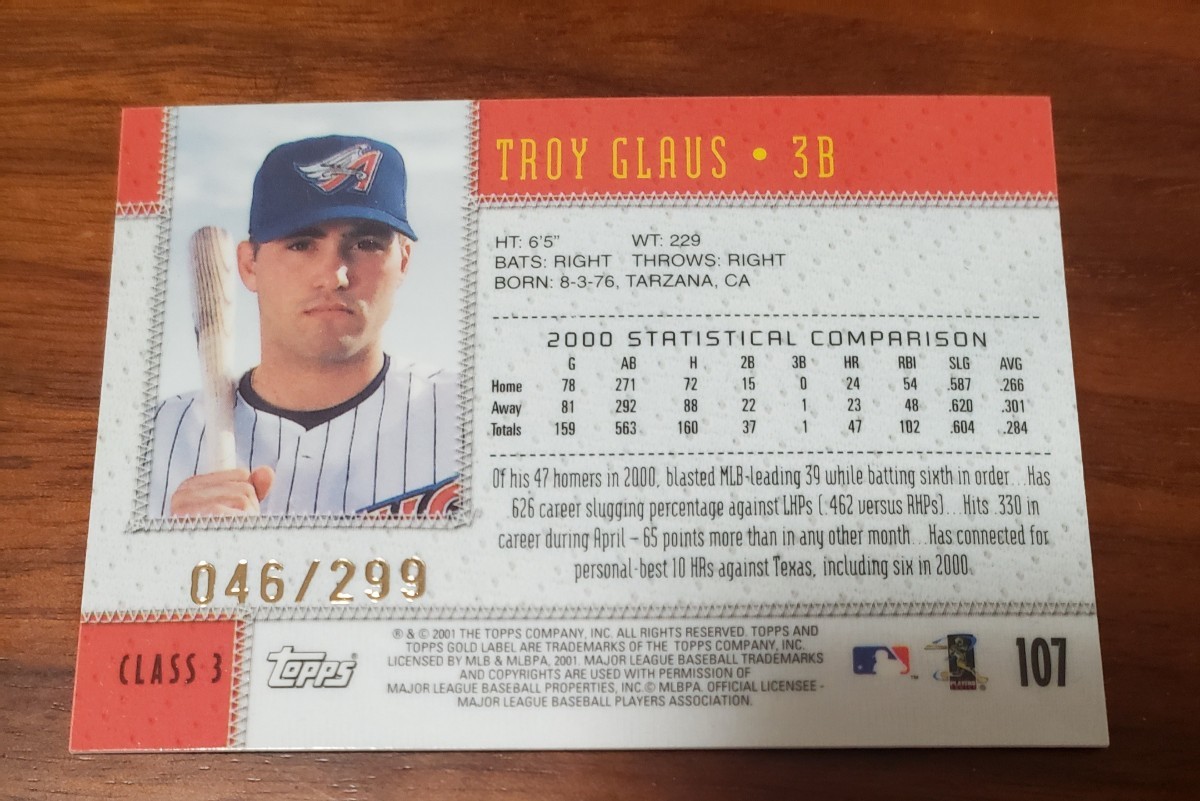 TROY GLAUS • 3B
HT: 6'5" WT: 229
BATS: RIGHT THROWS: RIGHT
BORN: 8-3-76, TARZANA, CA
2000 STATISTICAL COMPARISON
G AB H 2B 3B HR RBI SLG AVG
Home 78 271 72 15 0 24 54 .587 .266
Away 81 292 88 22 1 23 48 .620 .301
Totals 159 563 160 37 1 47 102 .604 .284
Of his 47 homers in 2000, blasted MLB-leading 39 while batting sixth in order...Has
.626 career slugging percentage against LHPs (.462 versus RHPs)...Hits .330 in
career during April – 65 points more than in any other month...Has connected for
personal-best 10 HRs against Texas, including six in 2000.
046/299
CLASS 3
TOPPS
® & © 2001 THE TOPPS COMPANY, INC. ALL RIGHTS RESERVED. TOPPS AND
TOPPS GOLD LABEL ARE TRADEMARKS OF THE TOPPS COMPANY, INC.
LICENSED BY MLB & MLBPA, 2001. MAJOR LEAGUE BASEBALL TRADEMARKS
AND COPYRIGHTS ARE USED WITH PERMISSION OF
MAJOR LEAGUE BASEBALL PROPERTIES, INC.© MLBPA. OFFICIAL LICENSEE -
MAJOR LEAGUE BASEBALL PLAYERS ASSOCIATION.
107